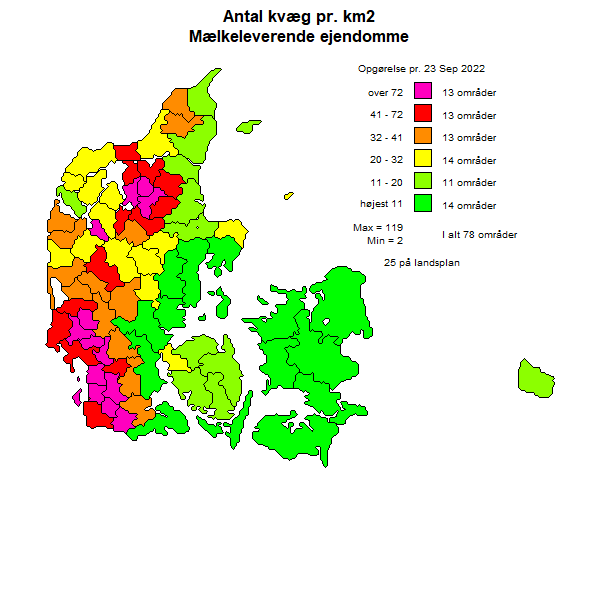 Antal kvæg pr. km2
Mælkeleverende ejendomme
Opgørelse pr. 23 Sep 2022
over 72 13 områder
41 - 72 13 områder
32 - 41 13 områder
20 - 32 14 områder
11 - 20 11 områder
højest 11 14 områder
Max = 119
Min = 2
I alt 78 områder
25 på landsplan